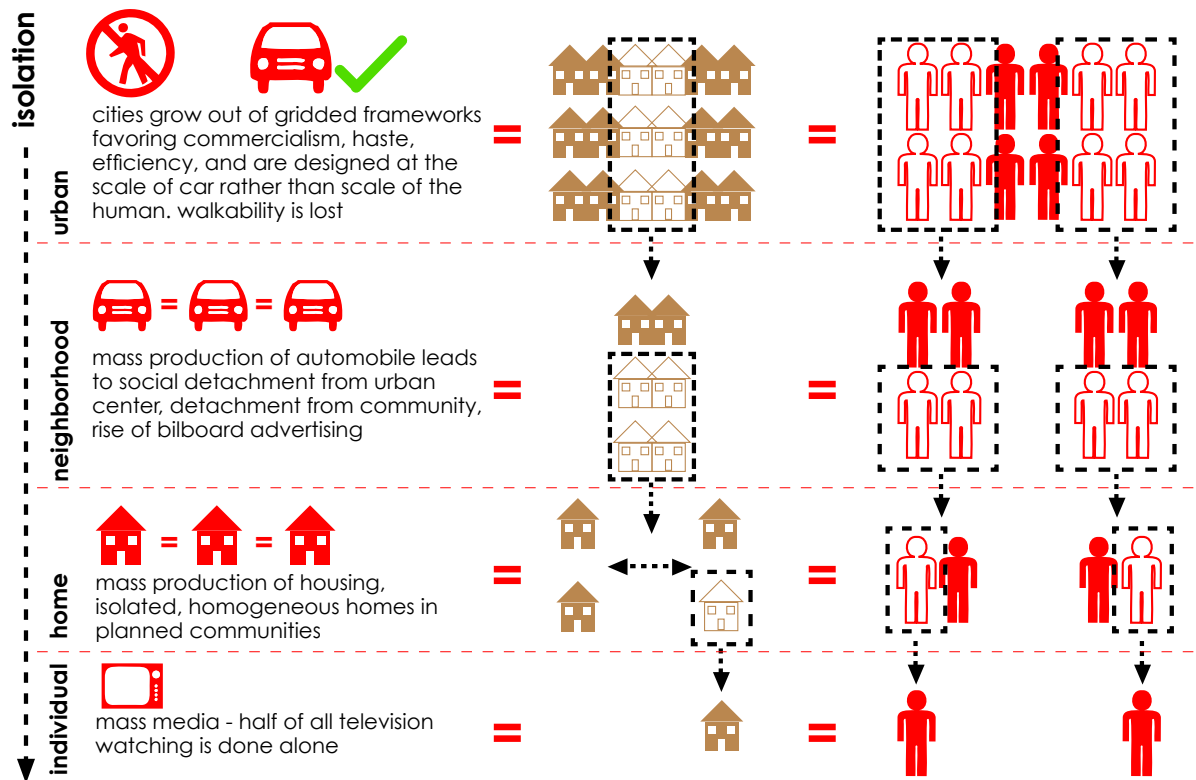 isolation
urban
cities grow out of gridded frameworks
favoring commercialism, haste,
efficiency, and are designed at the
scale of car rather than scale of the
human. walkability is lost
=
=
neighborhood
= =
mass production of automobile leads
to social detachment from urban
center, detachment from community,
rise of bilboard advertising
=
=
home
= =
mass production of housing,
isolated, homogeneous homes in
planned communities
=
=
individual
mass media - half of all television
watching is done alone
=
=